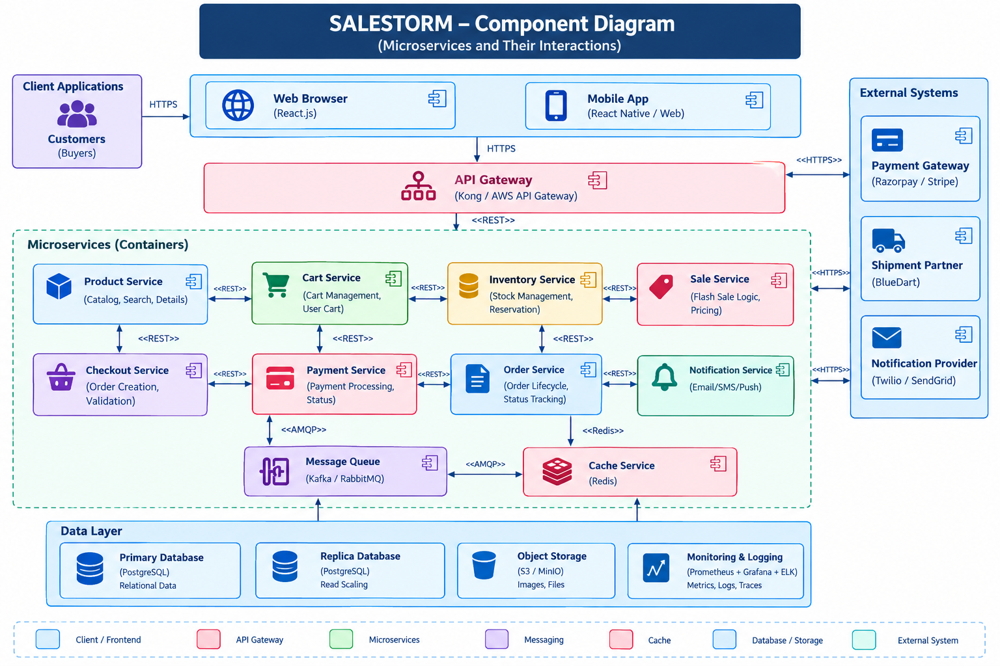 SALESTORM – Component Diagram
(Microservices and Their Interactions)
Client Applications
Customers
(Buyers)
HTTPS
Web Browser
(React.js)
Mobile App
(React Native / Web)
HTTPS
API Gateway
(Kong / AWS API Gateway)
<<REST>>
<<HTTPS>>
External Systems
Payment Gateway
(Razorpay / Stripe)
Shipment Partner
(BlueDart)
Notification Provider
(Twilio / SendGrid)
<<HTTPS>>
<<HTTPS>>
Microservices (Containers)
Product Service
(Catalog, Search, Details)
<<REST>>
Cart Service
(Cart Management,
User Cart)
<<REST>>
Inventory Service
(Stock Management,
Reservation)
<<REST>>
Sale Service
(Flash Sale Logic,
Pricing)
<<REST>>
<<REST>>
<<REST>>
Checkout Service
(Order Creation,
Validation)
<<REST>>
Payment Service
(Payment Processing,
Status)
<<REST>>
Order Service
(Order Lifecycle,
Status Tracking)
<<REST>>
Notification Service
(Email/SMS/Push)
<<AMQP>>
<<Redis>>
Message Queue
(Kafka / RabbitMQ)
<<AMQP>>
Cache Service
(Redis)
Data Layer
Primary Database
(PostgreSQL)
Relational Data
Replica Database
(PostgreSQL)
Read Scaling
Object Storage
(S3 / MinIO)
Images, Files
Monitoring & Logging
(Prometheus + Grafana + ELK)
Metrics, Logs, Traces
Client / Frontend
API Gateway
Microservices
Messaging
Cache
Database / Storage
External System